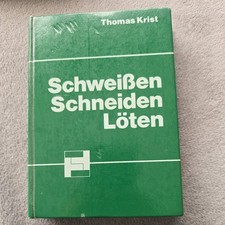 Thomas Krist
Schweißen
Schneiden
Löten